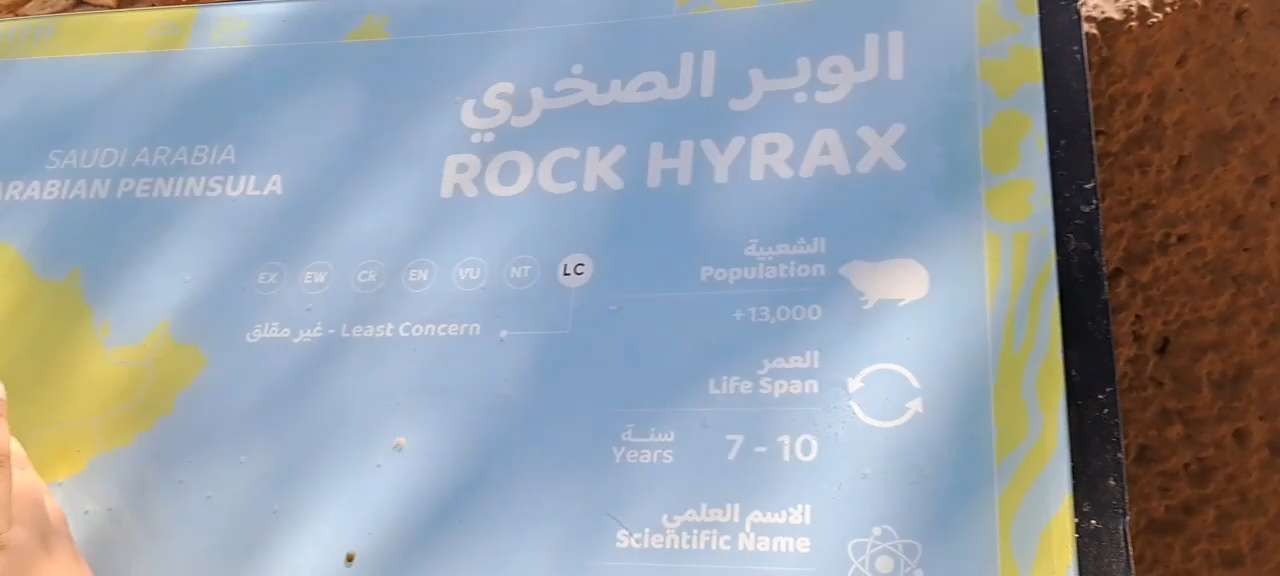 الوبر الصخري
ROCK HYRAX
SAUDI ARABIA
ARABIAN PENINSULA
EX EW CR EN VU NT LC
غير مقلق - Least Concern
الشعبية
Population
+13,000
العمر
Life Span
7 - 10
سنة
Years
الاسم العلمي
Scientific Name